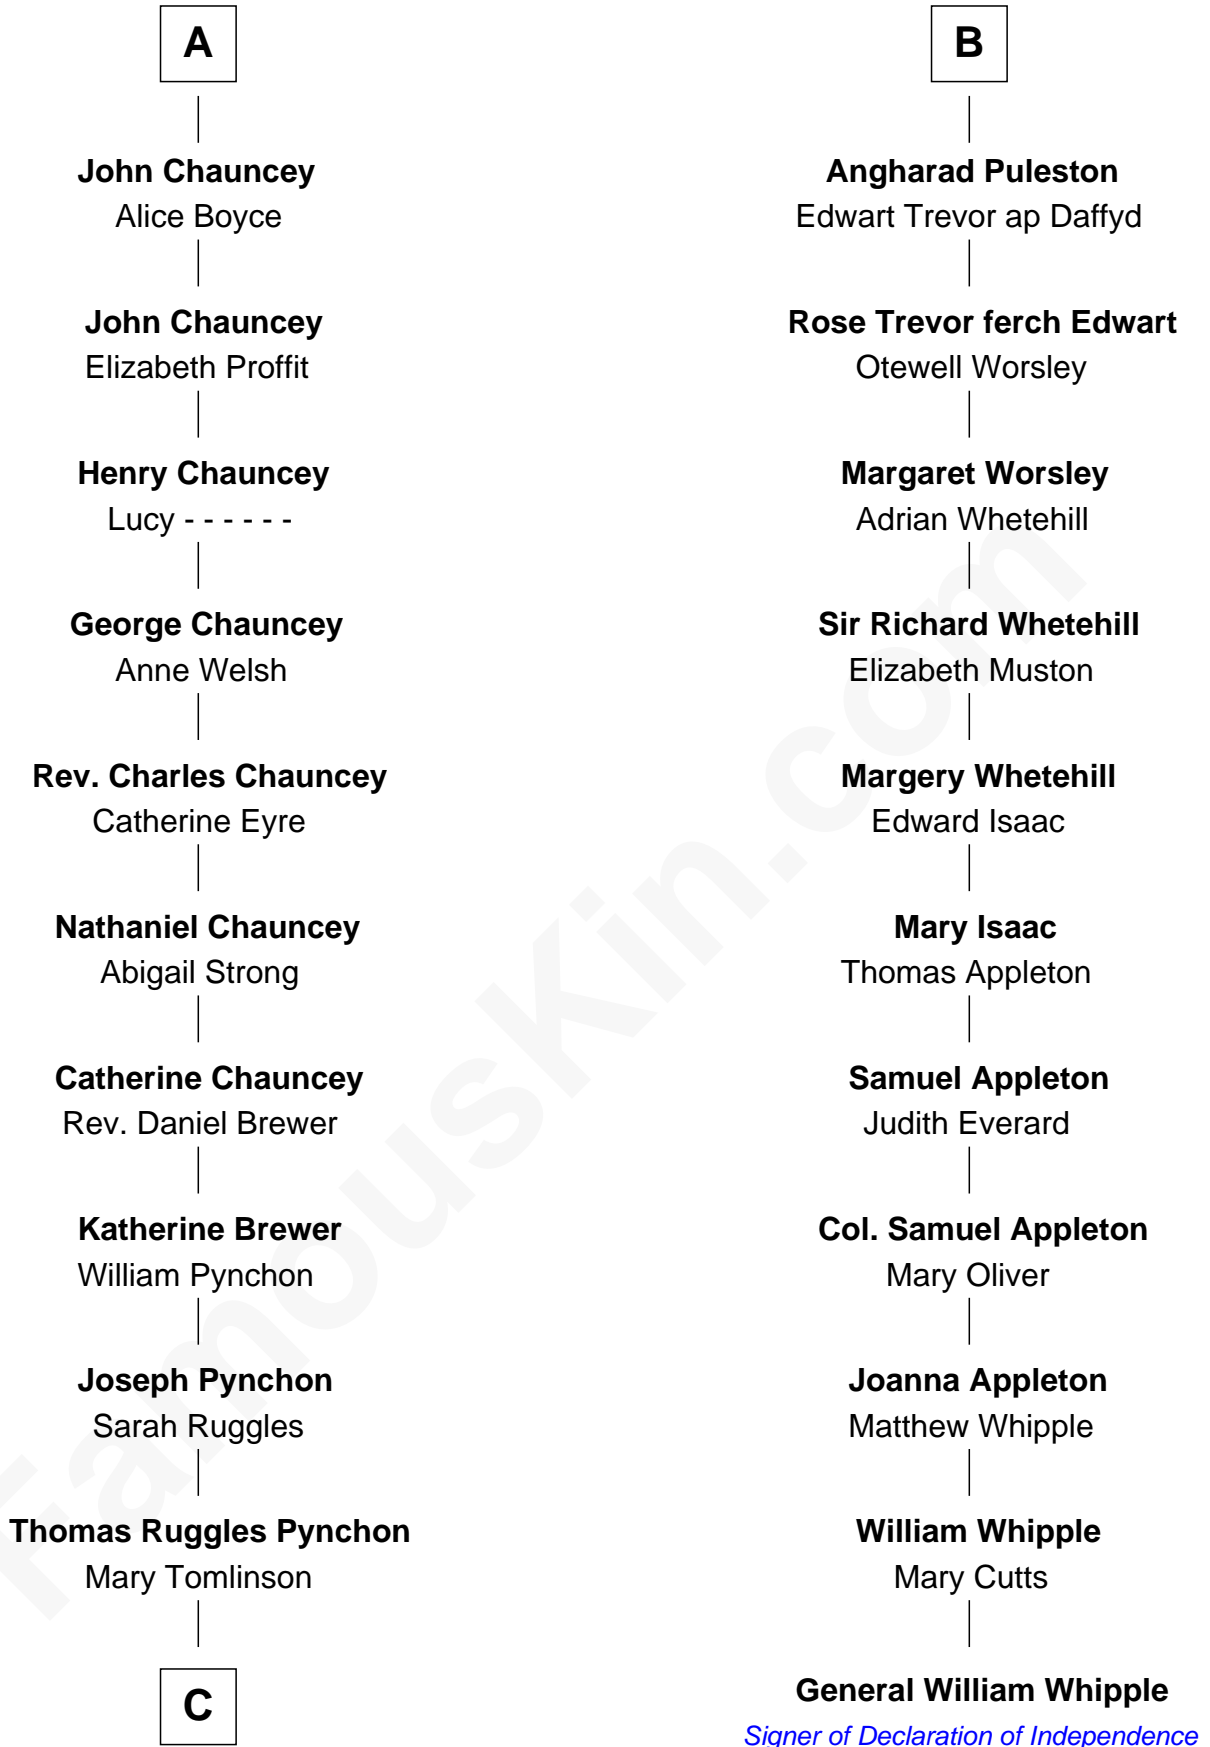 A
John Chauncey
Alice Boyce
John Chauncey
Elizabeth Proffit
Henry Chauncey
Lucy - - - - - -
George Chauncey
Anne Welsh
Rev. Charles Chauncey
Catherine Eyre
Nathaniel Chauncey
Abigail Strong
Catherine Chauncey
Rev. Daniel Brewer
Katherine Brewer
William Pynchon
Joseph Pynchon
Sarah Ruggles
Thomas Ruggles Pynchon
Mary Tomlinson
C
B
Angharad Puleston
Edwart Trevor ap Daffyd
Rose Trevor ferch Edwart
Otewell Worsley
Margaret Worsley
Adrian Whetehill
Sir Richard Whetehill
Elizabeth Muston
Margery Whetehill
Edward Isaac
Mary Isaac
Thomas Appleton
Samuel Appleton
Judith Everard
Col. Samuel Appleton
Mary Oliver
Joanna Appleton
Matthew Whipple
William Whipple
Mary Cutts
General William Whipple
Signer of Declaration of Independence
FamousKin.com